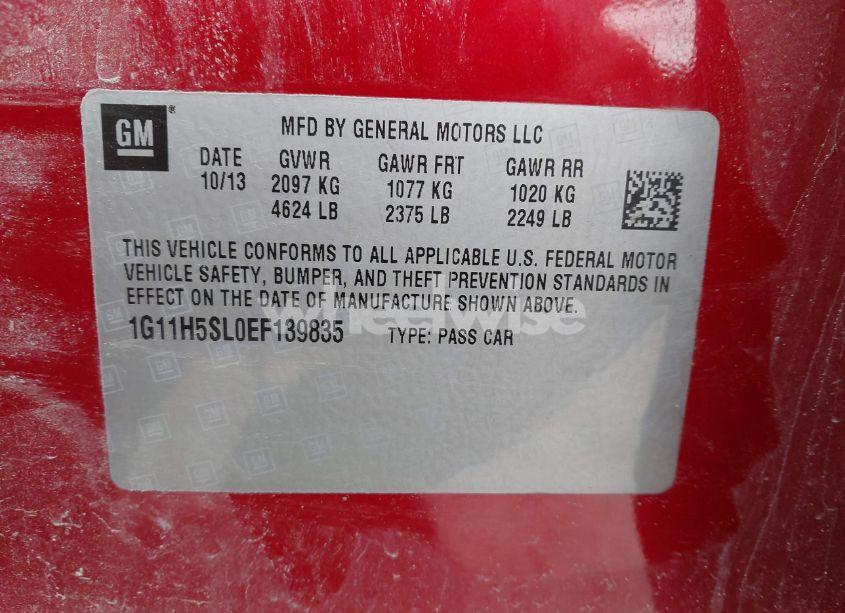 GM ®
MFD BY GENERAL MOTORS LLC
DATE GVWR GAWR FRT GAWR RR
10/13 2097 KG 1077 KG 1020 KG
4624 LB 2375 LB 2249 LB
THIS VEHICLE CONFORMS TO ALL APPLICABLE U.S. FEDERAL MOTOR
VEHICLE SAFETY, BUMPER, AND THEFT PREVENTION STANDARDS IN
EFFECT ON THE DATE OF MANUFACTURE SHOWN ABOVE.
wheelwise
1G11H5SL0EF139835 TYPE: PASS CAR